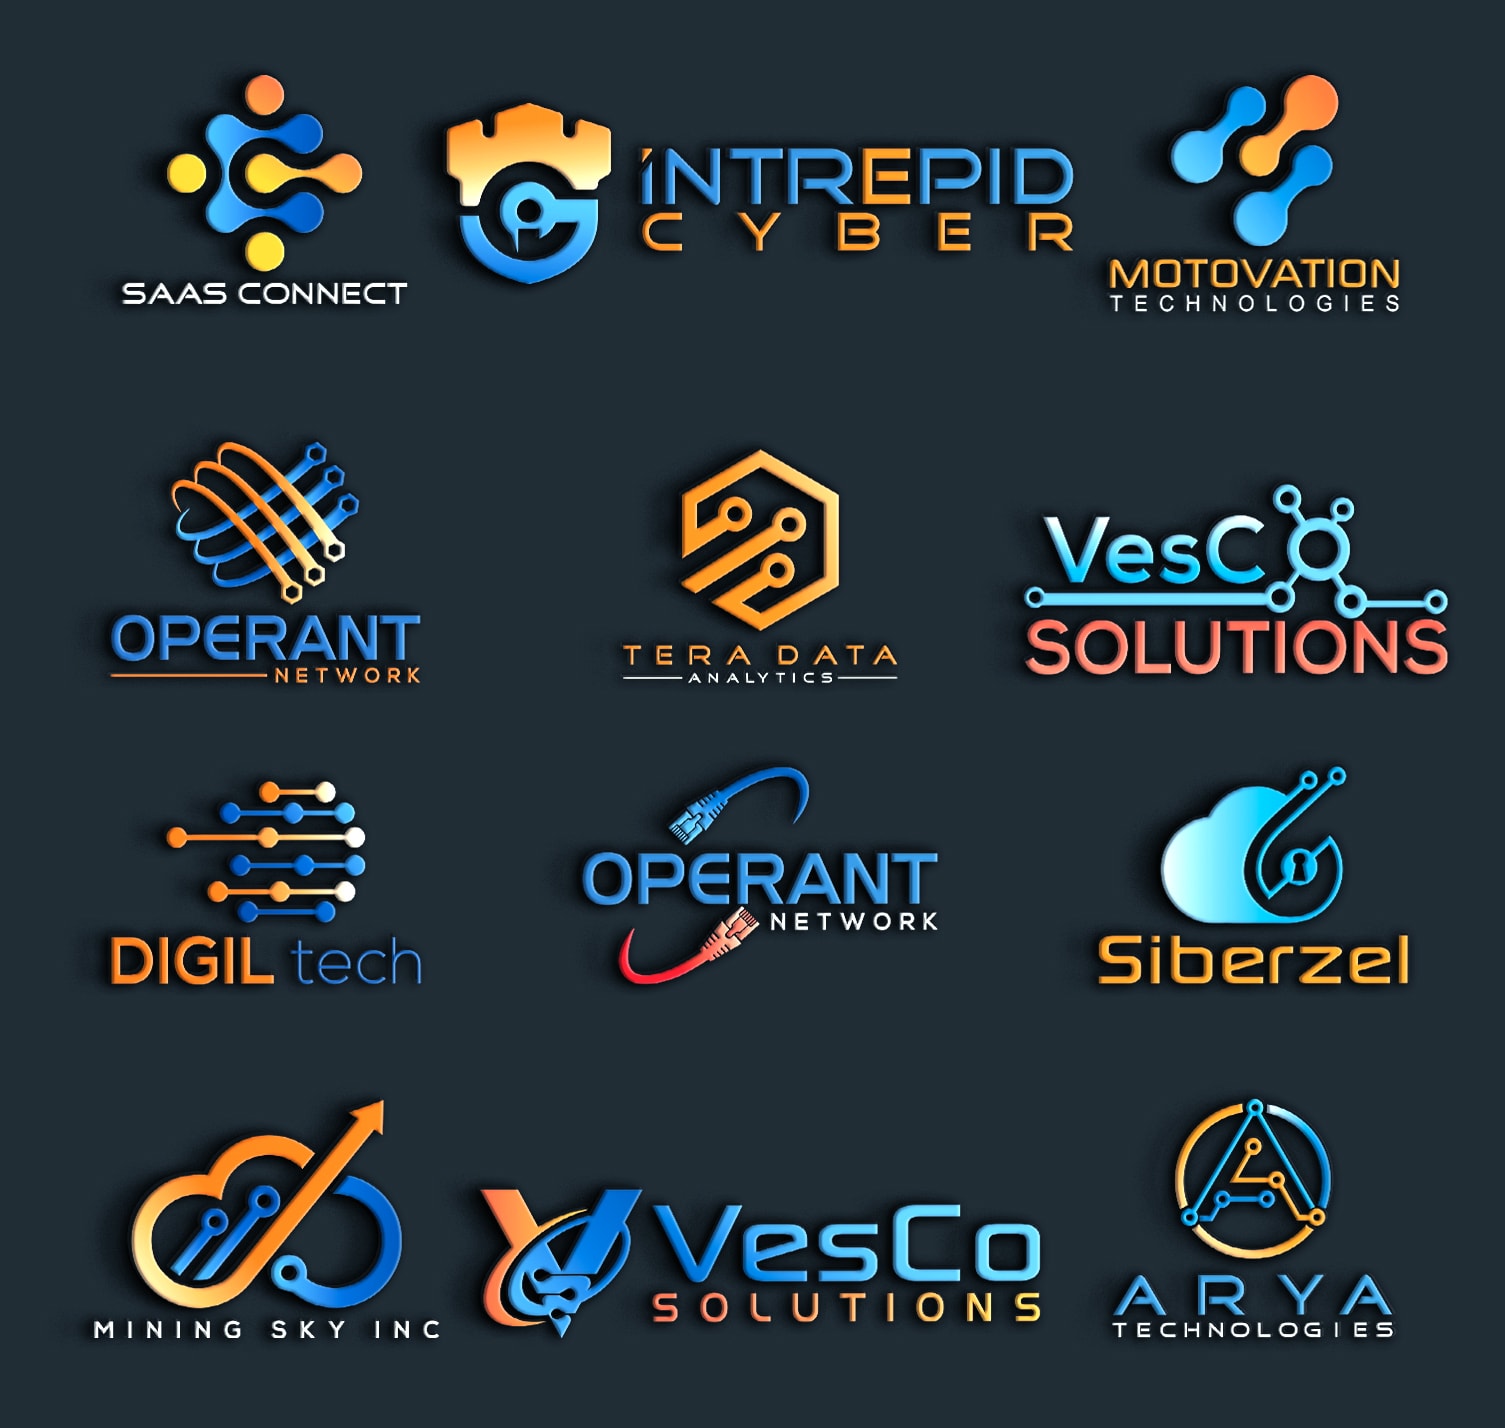 SAAS CONNECT
INTREPID
CYBER
MOTOVATION
TECHNOLOGIES
OPERANT
NETWORK
TERA DATA
ANALYTICS
VesCO
SOLUTIONS
DIGIL tech
OPERANT
NETWORK
Siberzel
MINING SKY INC
VesCo
SOLUTIONS
ARYA
TECHNOLOGIES